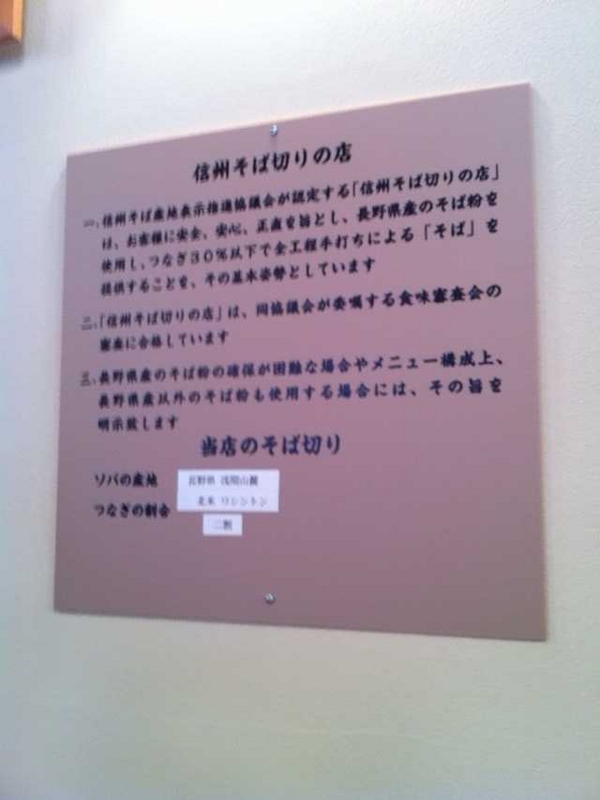 信州そば切りの店
一、信州そば産地表示推進協議会が認定する「信州そば切りの店」
は、お客様に安全、安心、正直を旨とし、長野県産のそば粉を
使用し、つなぎ30%以下で全工程手打ちによる「そば」を
提供することを、その基本姿勢としています
二、「信州そば切りの店」は、同協議会が委嘱する食味審査会の
審査に合格しています
三、長野県産のそば粉の確保が困難な場合やメニュー構成上、
長野県産以外のそば粉も使用する場合には、その旨を
明示致します
当店のそば切り
ソバの産地 長野県 浅間山麓
北米 ワシントン
つなぎの割合
二割